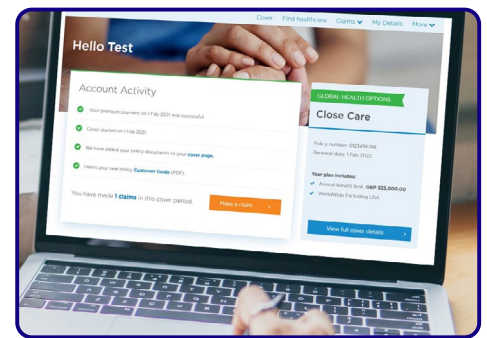 Cover Find healthcare Claims My Details More
Hello Test
Account Activity
Your premium payment on 1 Feb 2021 was successful.
Cover started on 1 Feb 2021.
We have added your policy documents to your cover page.
Here's your new policy Customer Guide (PDF).
You have made 1 claims in this cover period.
Make a claim
GLOBAL HEALTH OPTIONS
Close Care
Policy number: 0123456789
Renewal date: 1 Feb 2022
Your plan includes:
Annual benefit limit GBP 325,000.00
WorldWide Excluding USA
View full cover details